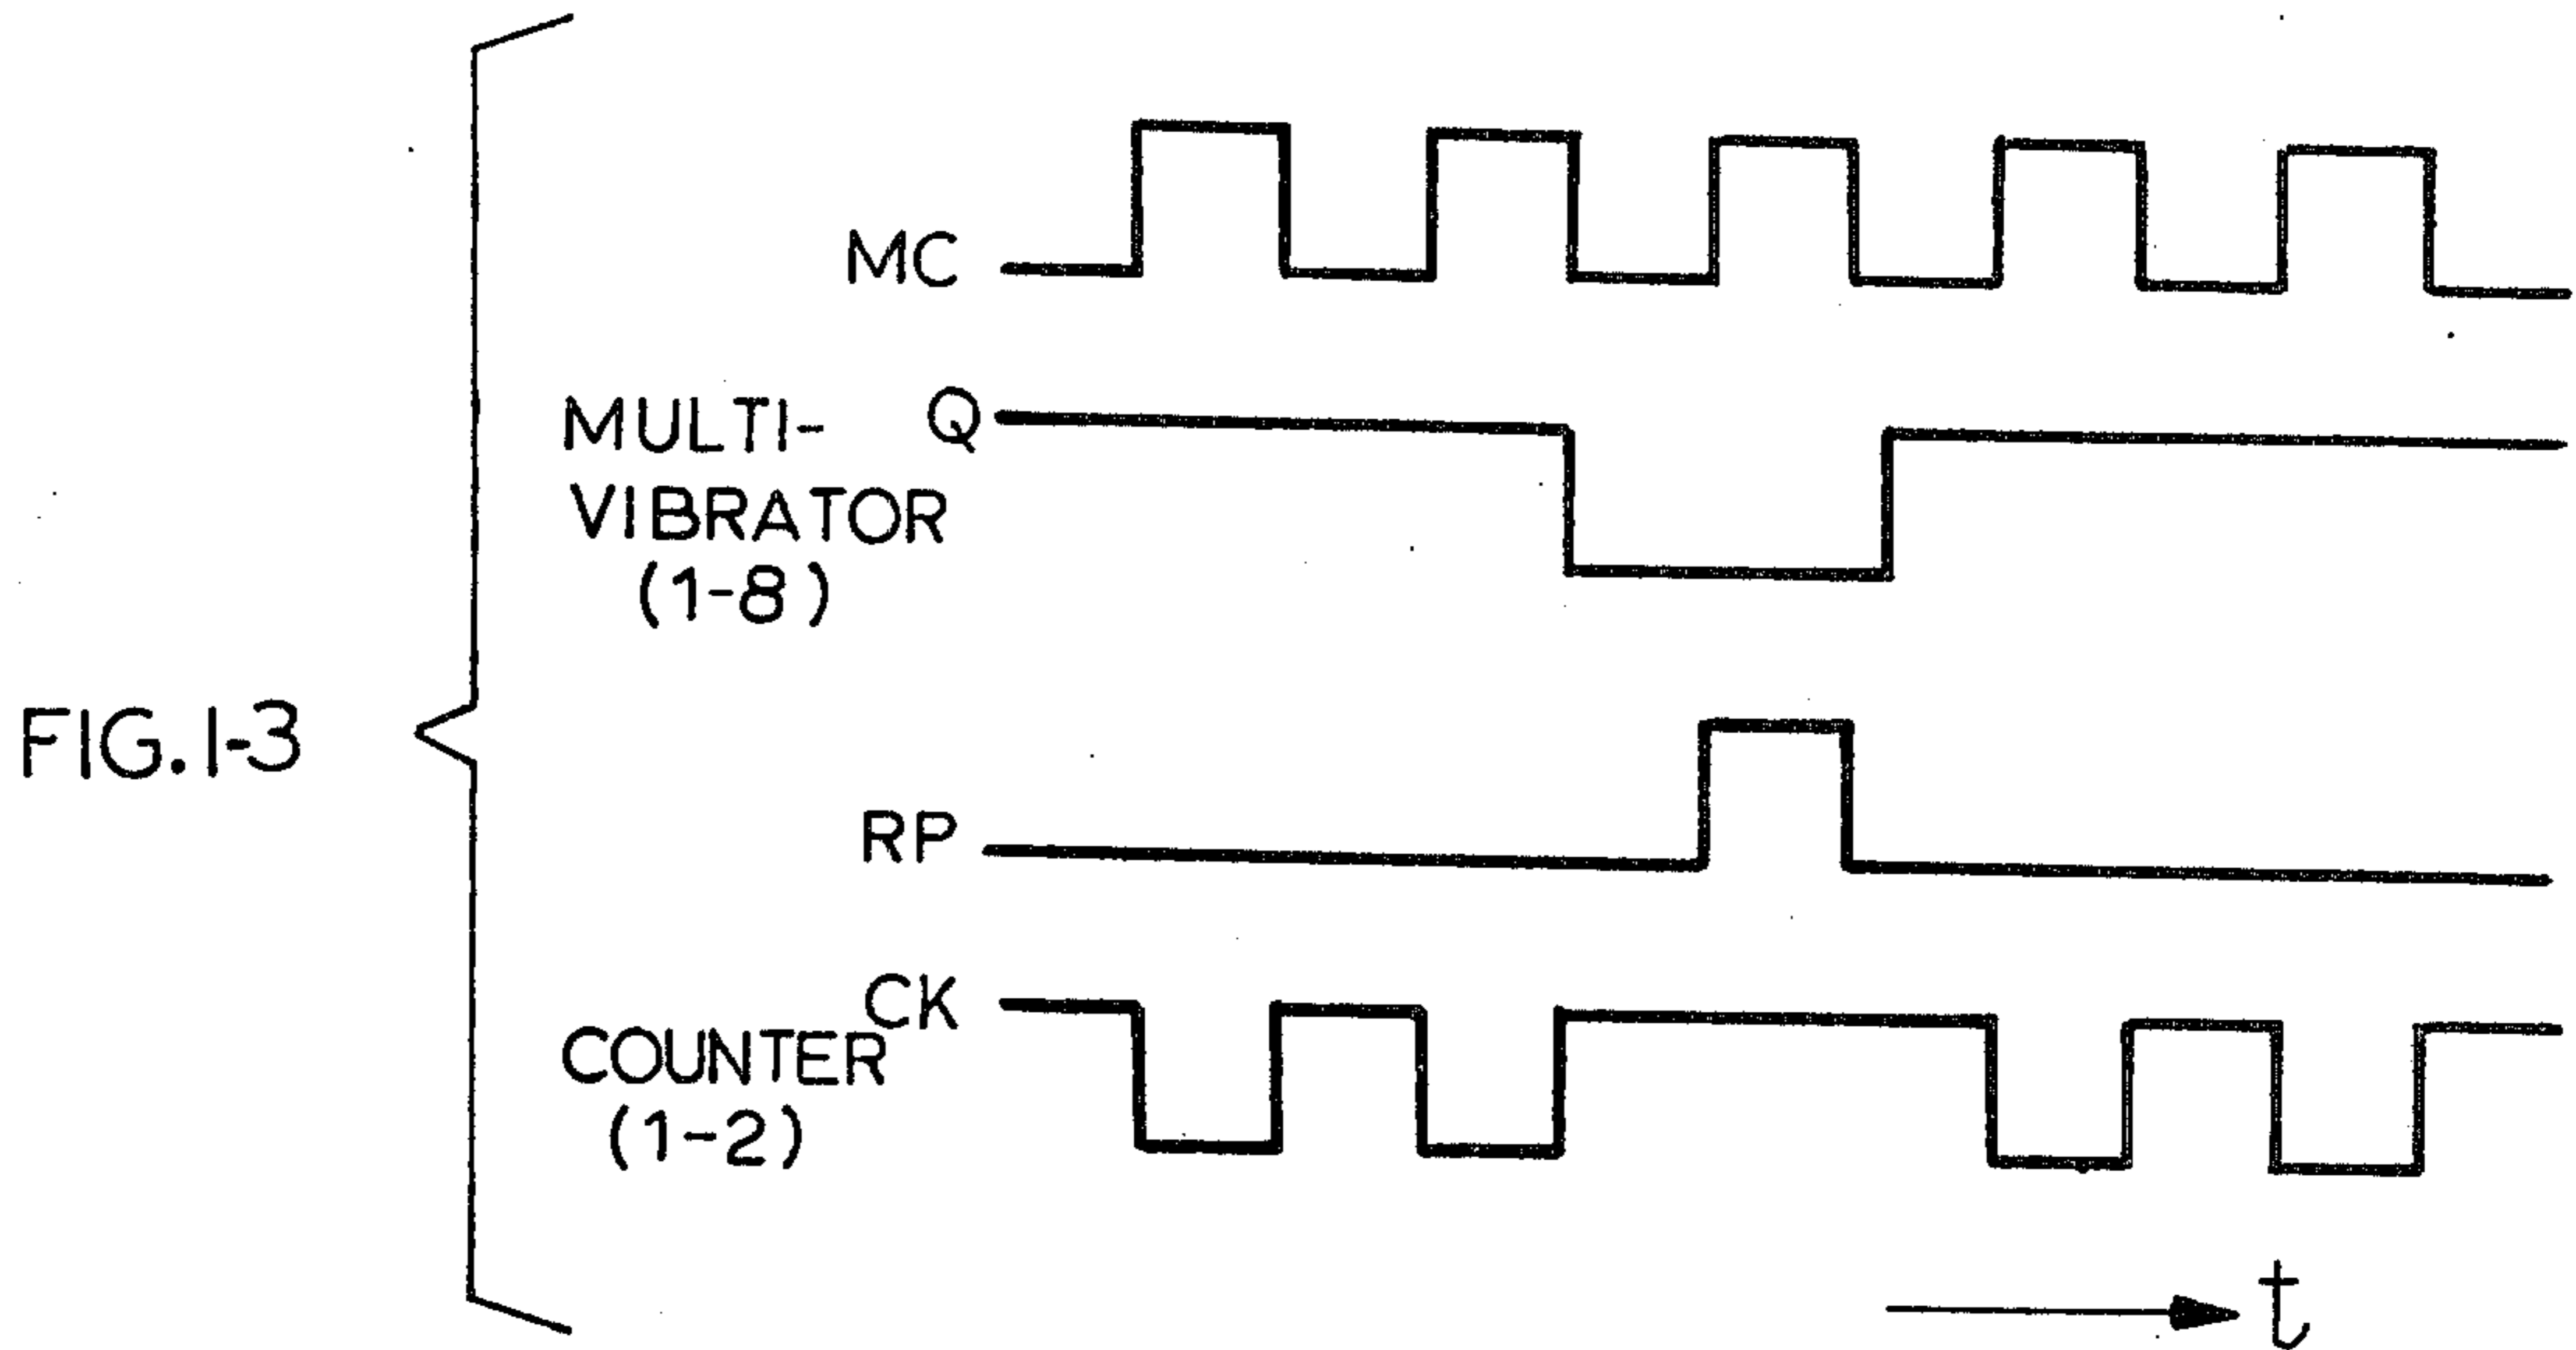 MC
MULTI- Q
VIBRATOR
(1-8)
FIG. 1-3
RP
CK
COUNTER
(1-2)
t